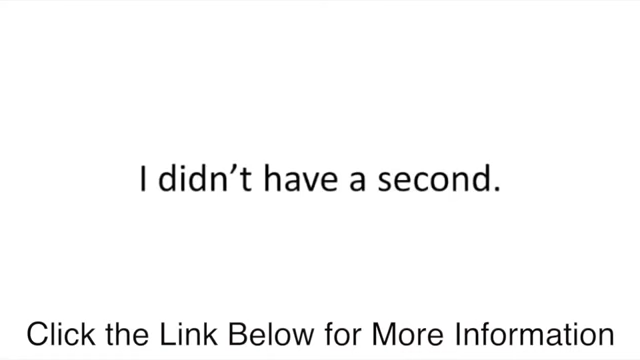 I didn’t have a second.
Click the Link Below for More Information